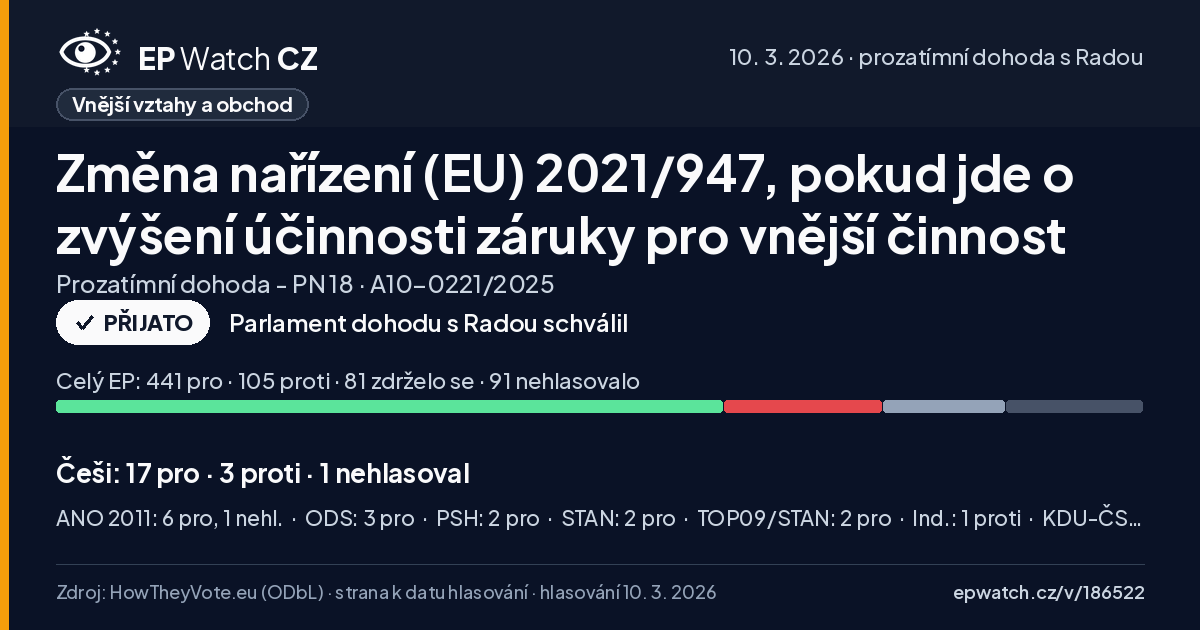 EP Watch CZ
10. 3. 2026 · prozatímní dohoda s Radou
Vnější vztahy a obchod
Změna nařízení (EU) 2021/947, pokud jde o
zvýšení účinnosti záruky pro vnější činnost
Prozatímní dohoda - PN 18 · A10-0221/2025
✓ PŘIJATO Parlament dohodu s Radou schválil
Celý EP: 441 pro · 105 proti · 81 zdrželo se · 91 nehlasovalo
Češi: 17 pro · 3 proti · 1 nehlasoval
ANO 2011: 6 pro, 1 nehl. · ODS: 3 pro · PSH: 2 pro · STAN: 2 pro · TOP09/STAN: 2 pro · Ind.: 1 proti · KDU-ČS…
Zdroj: HowTheyVote.eu (ODbL) · strana k datu hlasování · hlasování 10. 3. 2026
epwatch.cz/v/186522